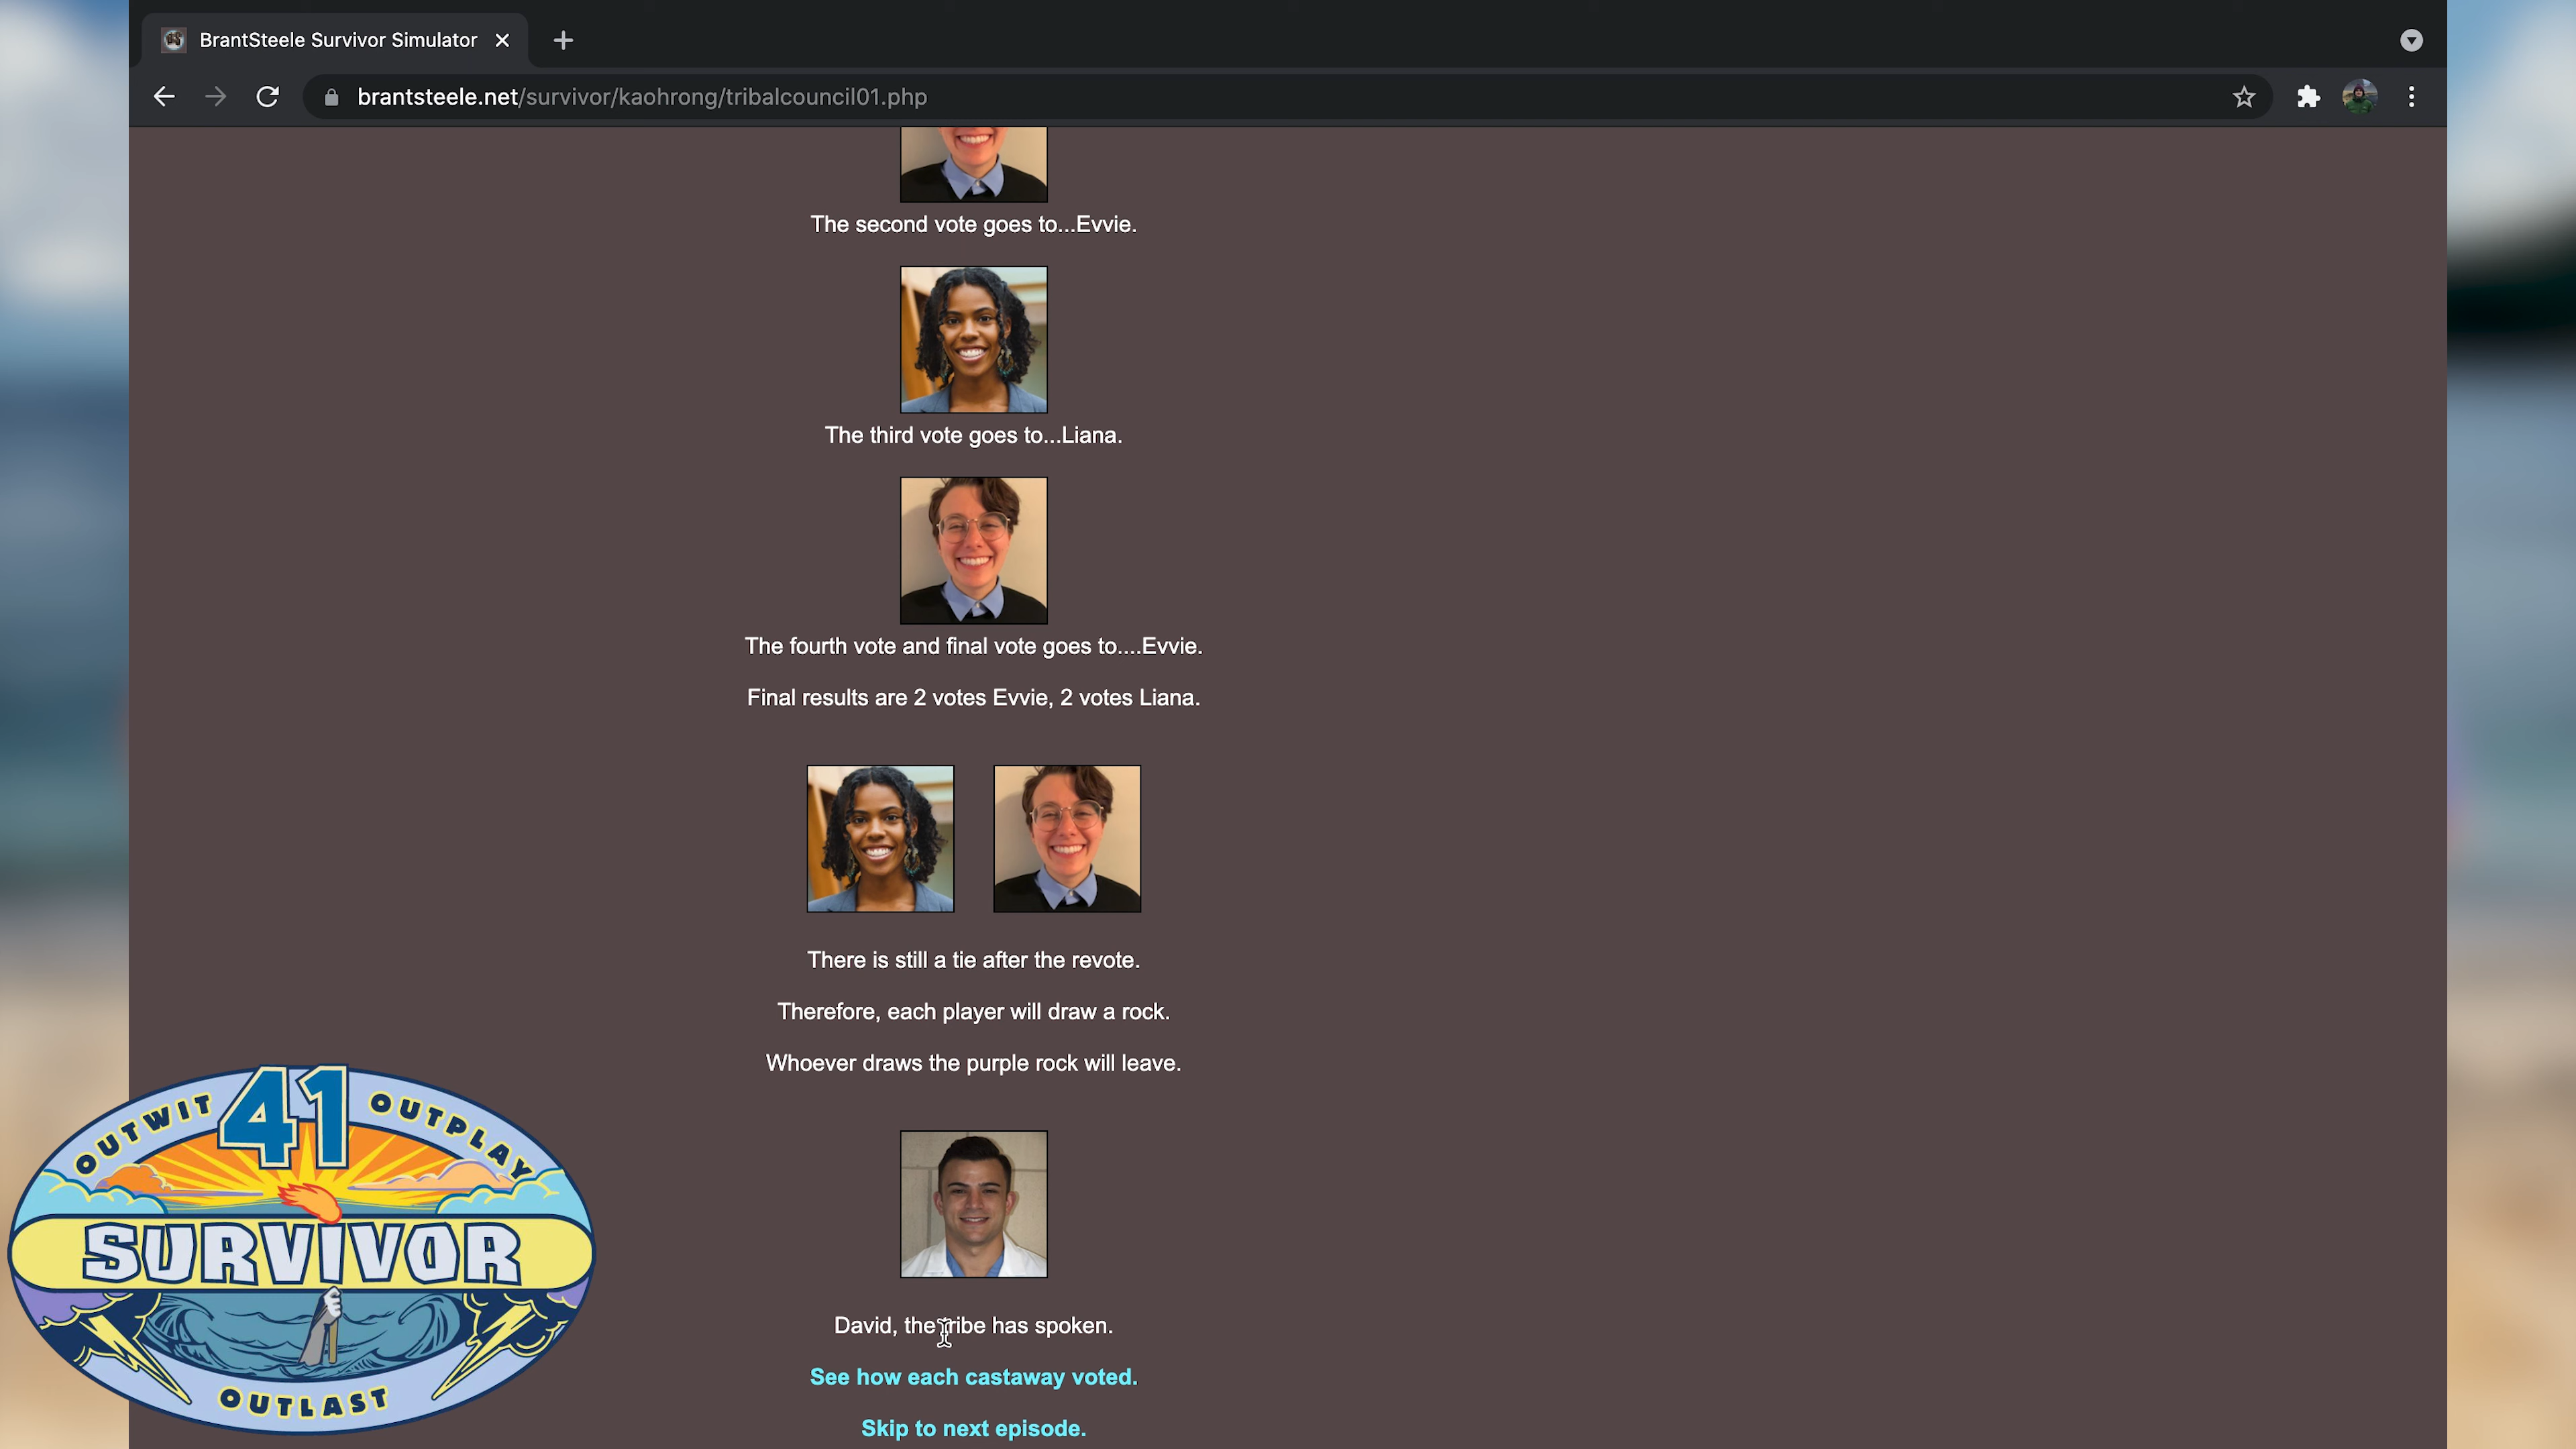 BrantSteele Survivor Simulator
brantsteele.net/survivor/kaohrong/tribalcouncil01.php
The second vote goes to...Evvie.
The third vote goes to...Liana.
The fourth vote and final vote goes to....Evvie.
Final results are 2 votes Evvie, 2 votes Liana.
There is still a tie after the revote.
Therefore, each player will draw a rock.
Whoever draws the purple rock will leave.
David, the tribe has spoken.
See how each castaway voted.
Skip to next episode.
41
OUTWIT OUTPLAY
SURVIVOR
OUTLAST